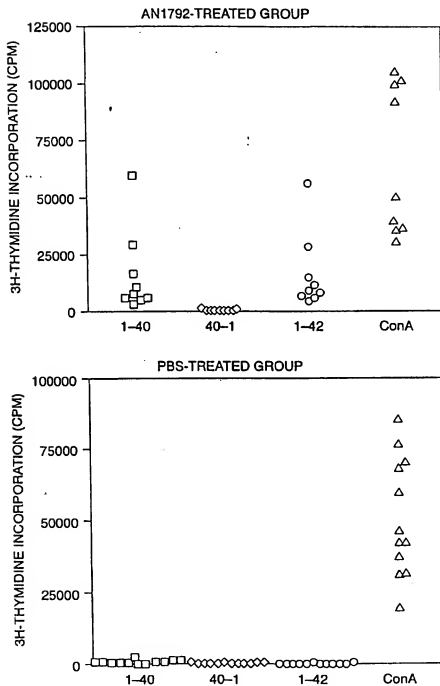 AN1792-TREATED GROUP
3H-THYMIDINE INCORPORATION (CPM)
125000
100000
75000
50000
25000
0
1–40
40–1
1–42
ConA
PBS-TREATED GROUP
3H-THYMIDINE INCORPORATION (CPM)
100000
75000
50000
25000
0
1–40
40–1
1–42
ConA